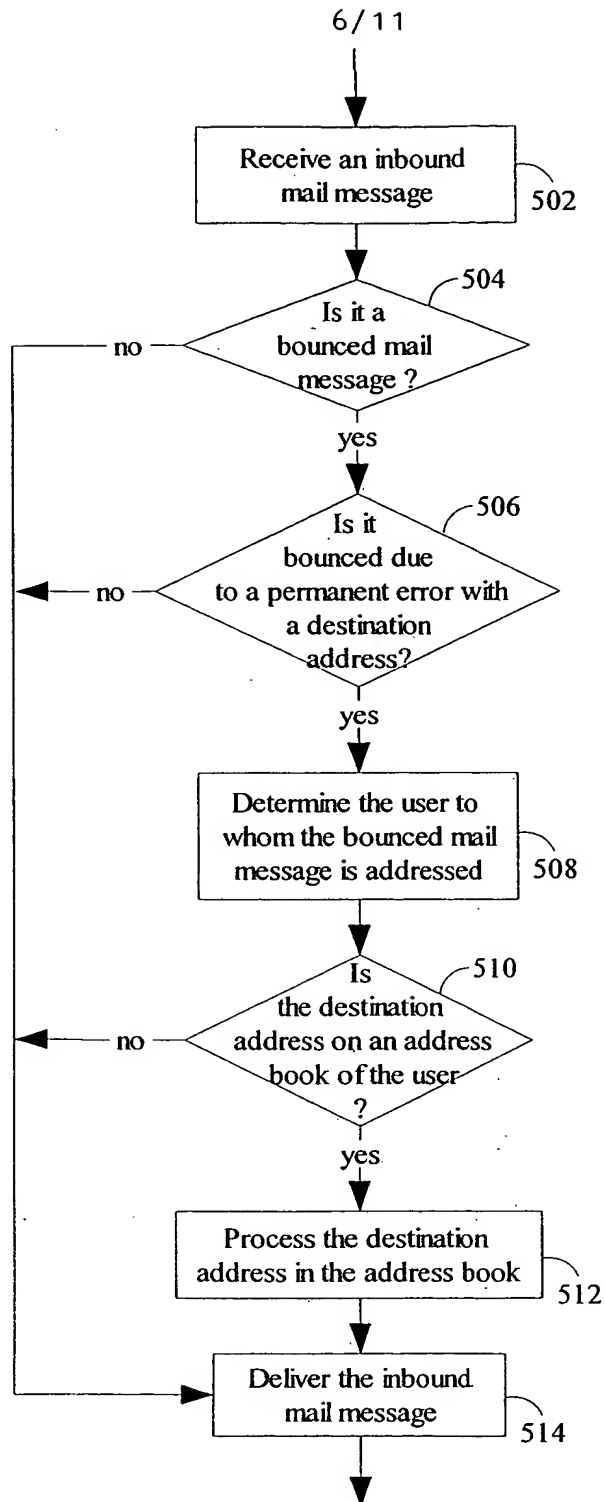 6/11
Receive an inbound
mail message
502
504
Is it a
bounced mail
message ?
no
yes
506
Is it
bounced due
to a permanent error with
a destination
address?
no
yes
Determine the user to
whom the bounced mail
message is addressed
508
510
Is
the destination
address on an address
book of the user
?
no
yes
Process the destination
address in the address book
512
Deliver the inbound
mail message
514